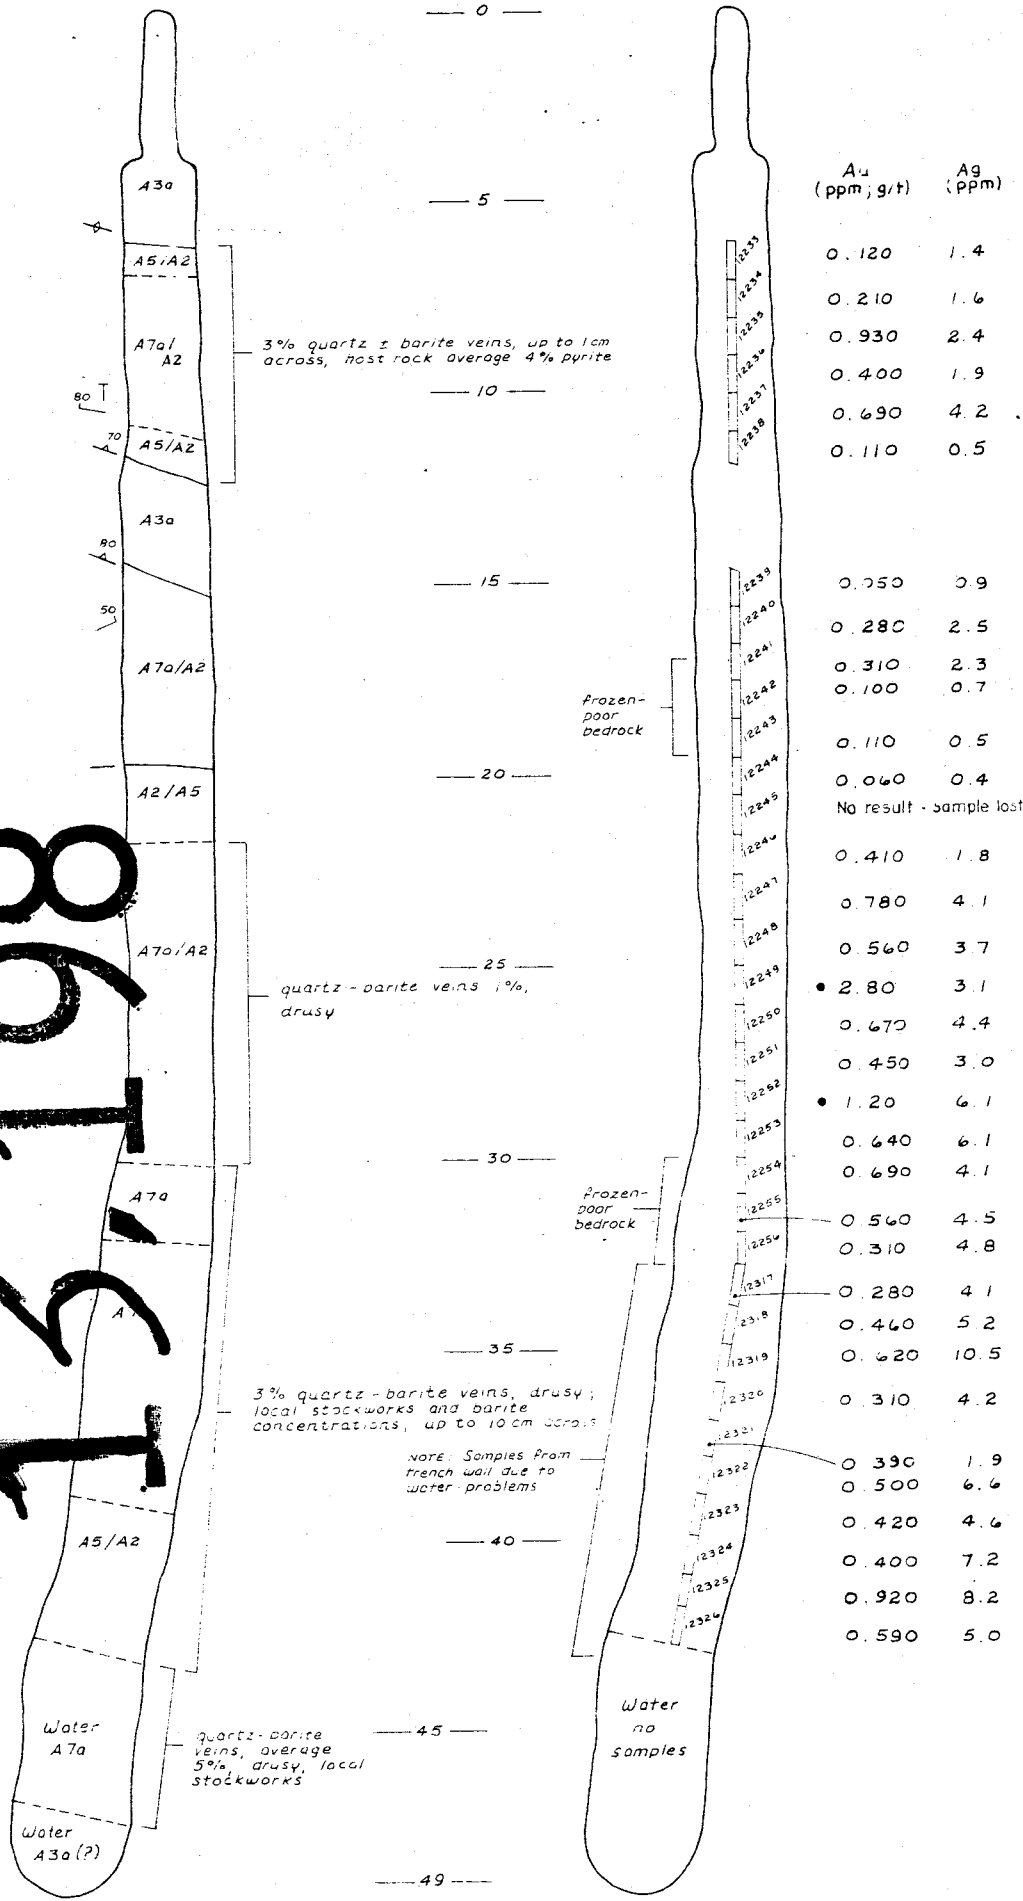 0
5
10
15
20
25
30
35
40
45
49
A3a
A5/A2
A7a/
A2
80
70
A5/A2
A3a
80
50
A7a/A2
A2/A5
A7a/A2
A7a
A5/A2
Water
A7a
Water
A3a (?)
3% quartz ± barite veins, up to 1cm
across, host rock average 4% pyrite
quartz-barite veins 1%,
drusy
3% quartz-barite veins, drusy;
local stockworks and barite
concentrations, up to 10 cm across
quartz-barite
veins, average
5%, drusy, local
stockworks
frozen-
poor
bedrock
frozen-
poor
bedrock
NOTE: Samples from
trench wall due to
water problems
Water
no
samples
Au Ag
(ppm; g/t) (ppm)
12233 0.120 1.4
12234 0.210 1.6
12235 0.930 2.4
12236 0.400 1.9
12237 0.690 4.2
12238 0.110 0.5
12239 0.050 0.9
12240 0.280 2.5
12241 0.310 2.3
12242 0.100 0.7
12243 0.110 0.5
12244 0.060 0.4
12245 No result - sample lost
12246 0.410 1.8
12247 0.780 4.1
12248 0.560 3.7
12249 • 2.80 3.1
12250 0.670 4.4
12251 0.450 3.0
12252 • 1.20 6.1
12253 0.640 6.1
12254 0.690 4.1
12255 0.560 4.5
12256 0.310 4.8
12317 0.280 4.1
12318 0.460 5.2
12319 0.620 10.5
12320 0.310 4.2
12321 0.390 1.9
12322 0.500 6.6
12323 0.420 4.6
12324 0.400 7.2
12325 0.920 8.2
12326 0.590 5.0